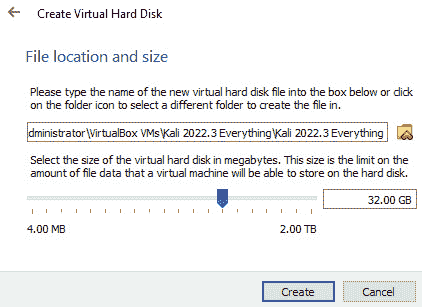 Create Virtual Hard Disk
File location and size
Please type the name of the new virtual hard disk file into the box below or click
on the folder icon to select a different folder to create the file in.
dministrator\VirtualBox VMs\Kali 2022.3 Everything\Kali 2022.3 Everything
Select the size of the virtual hard disk in megabytes. This size is the limit on the
amount of file data that a virtual machine will be able to store on the hard disk.
32.00 GB
4.00 MB 2.00 TB
Create Cancel